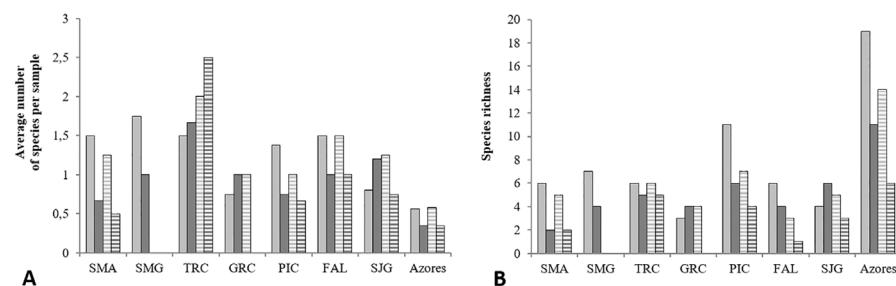 Average number
of species per sample
3
2,5
2
1,5
1
0,5
0
SMA SMG TRC GRC PIC FAL SJG Azores
A
Species richness
20
18
16
14
12
10
8
6
4
2
0
SMA SMG TRC GRC PIC FAL SJG Azores
B